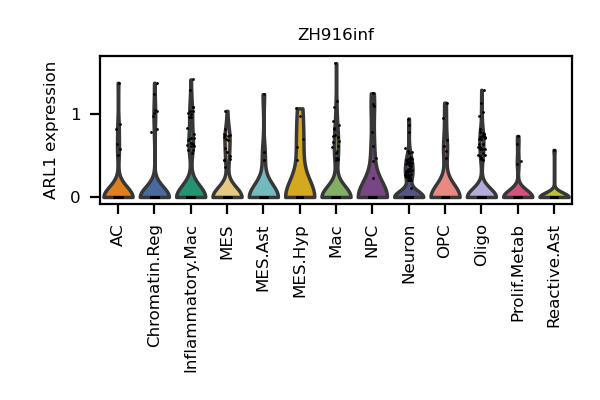 ZH916inf
ARL1 expression
1
0
AC
Chromatin.Reg
Inflammatory.Mac
MES
MES.Ast
MES.Hyp
Mac
NPC
Neuron
OPC
Oligo
Prolif.Metab
Reactive.Ast